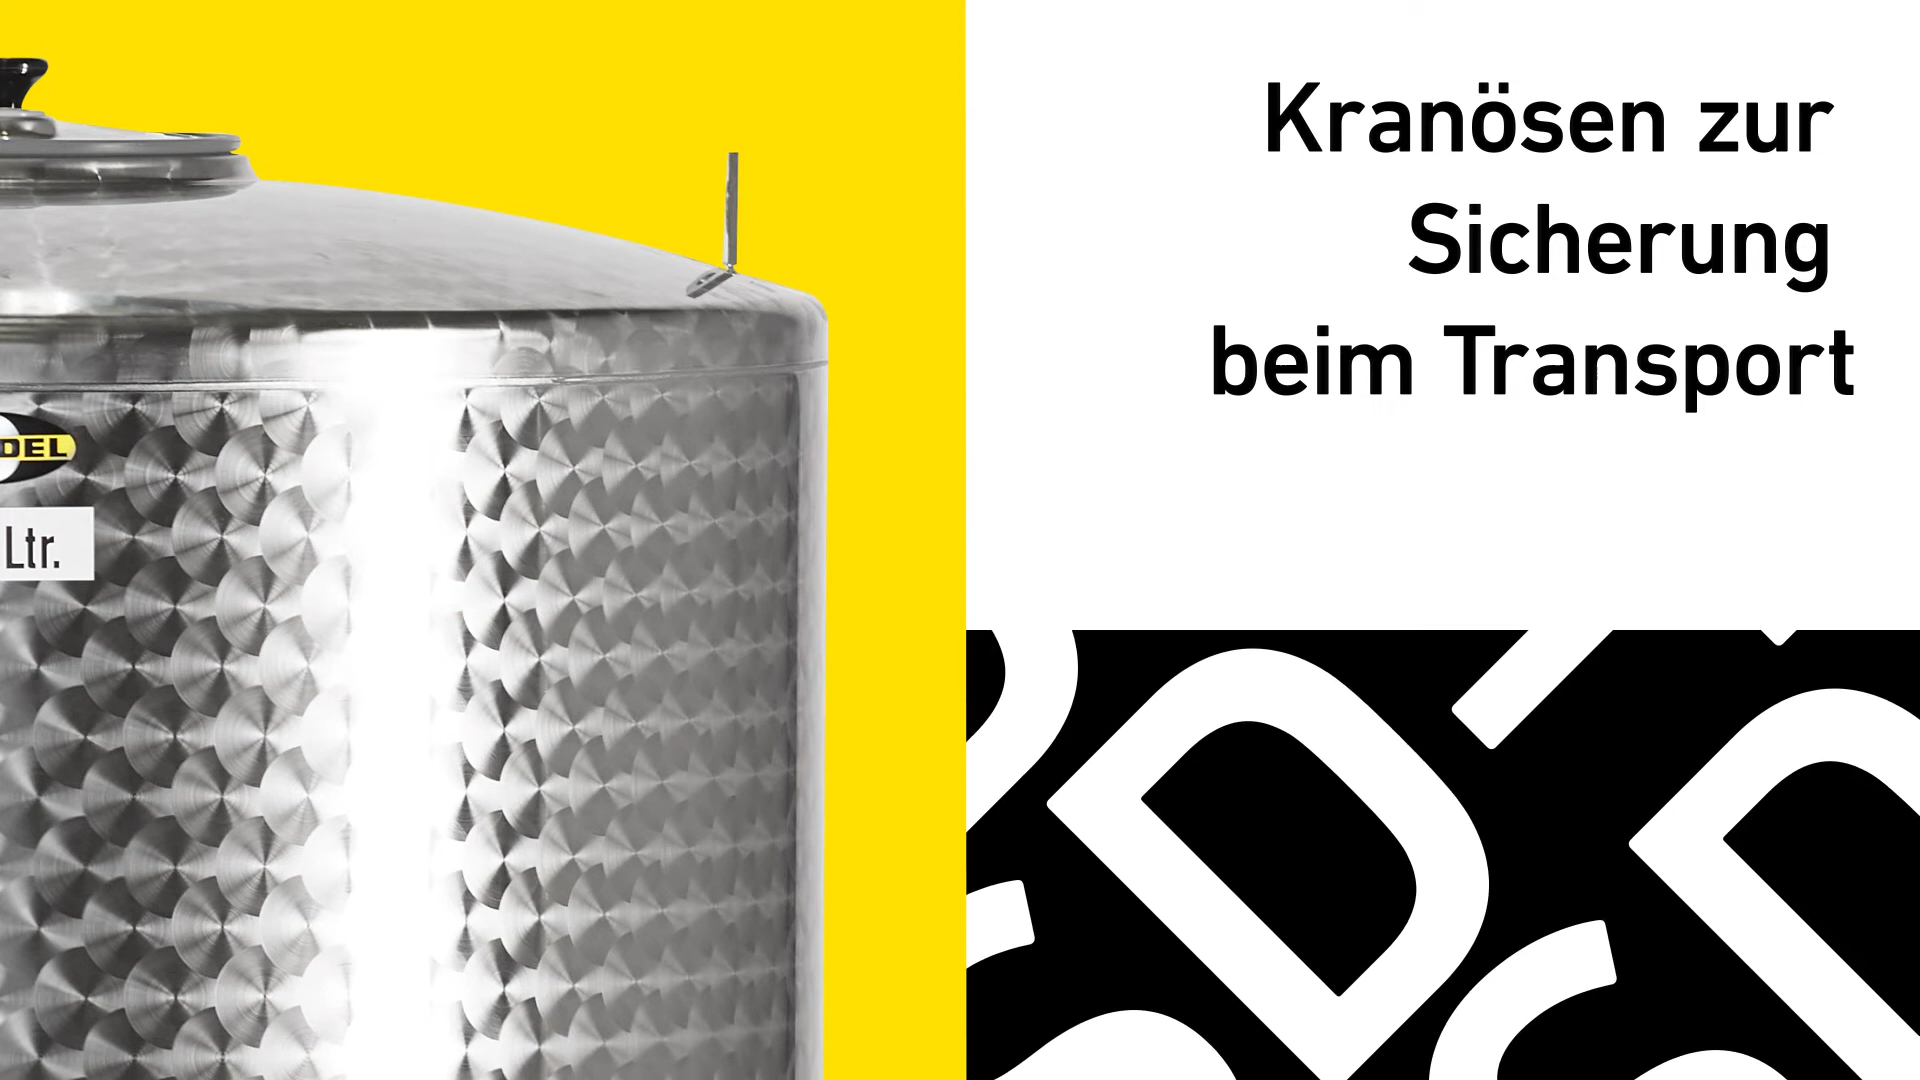 Kranösen zur
Sicherung
beim Transport
DEL
Ltr.